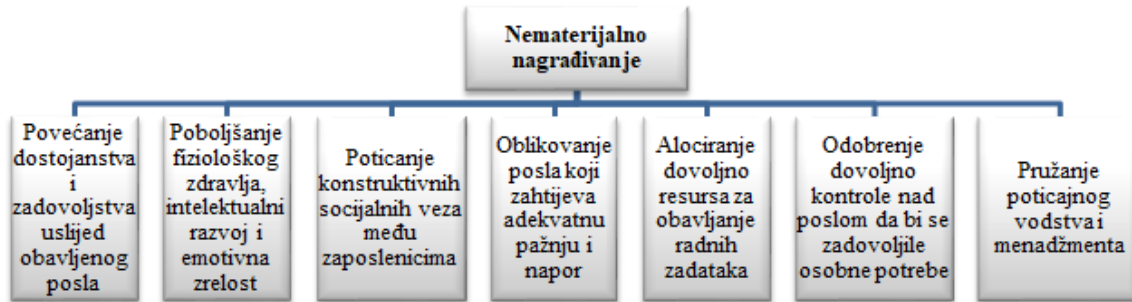 Nematerijalno
nagrađivanje
Povećanje
dostojanstva
i
zadovoljstva
uslijed
obavljenog
posla
Poboljšanje
fiziološkog
zdravlja,
intelektualni
razvoj i
emotivna
zrelost
Poticanje
konstruktivnih
socijalnih veza
među
zaposlenicima
Oblikovanje
posla koji
zahtijeva
adekvatnu
pažnju i
napor
Alociranje
dovoljno
resursa za
obavljanje
radnih
zadataka
Odobrenje
dovoljno
kontrole nad
poslom da bi se
zadovoljile
osobne potrebe
Pružanje
poticajnog
vodstva i
menadžmenta